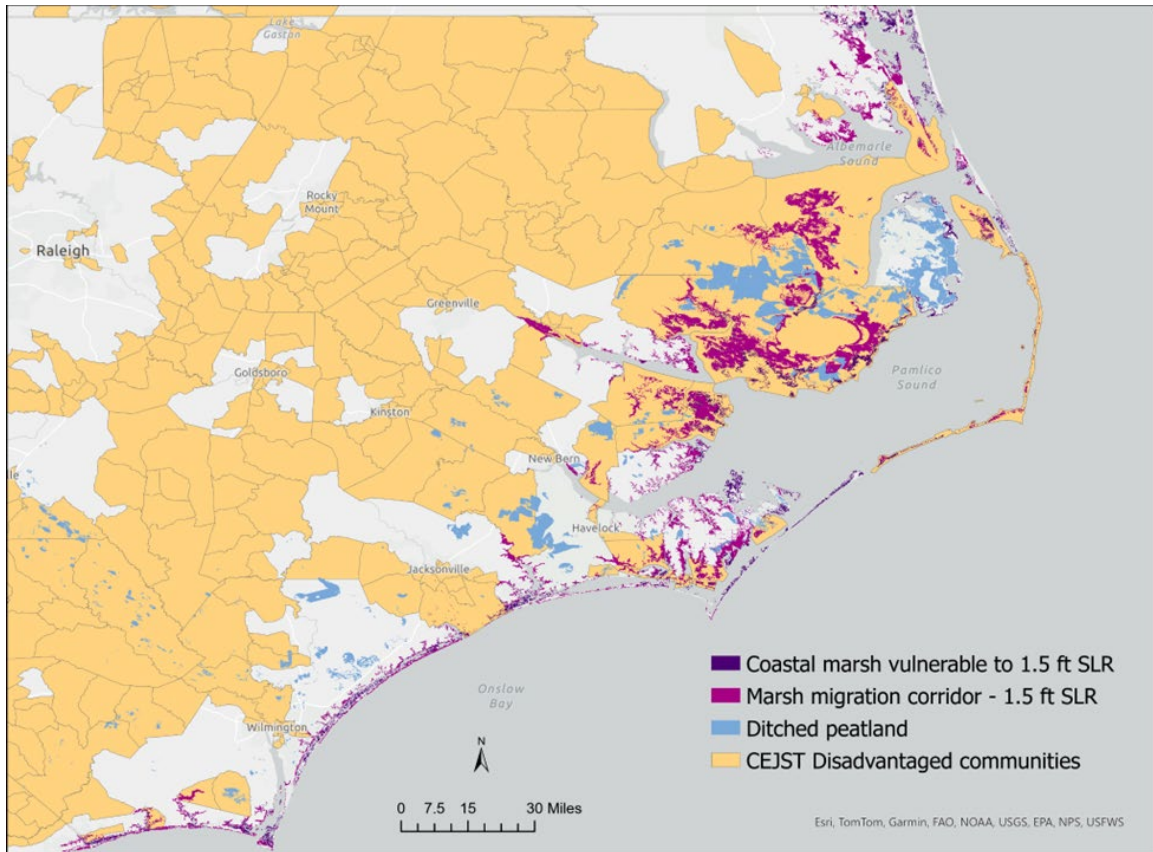 Lake
Gaston
Rocky
Mount
Raleigh
Albemarle
Sound
Greenville
Goldsboro
Kinston
Pamlico
Sound
New Bern
lle
Havelock
Jacksonville
Onslow
Bay
Wilmington
N
0 7.5 15 30 Miles
Coastal marsh vulnerable to 1.5 ft SLR
Marsh migration corridor - 1.5 ft SLR
Ditched peatland
CEJST Disadvantaged communities
Esri, TomTom, Garmin, FAO, NOAA, USGS, EPA, NPS, USFWS